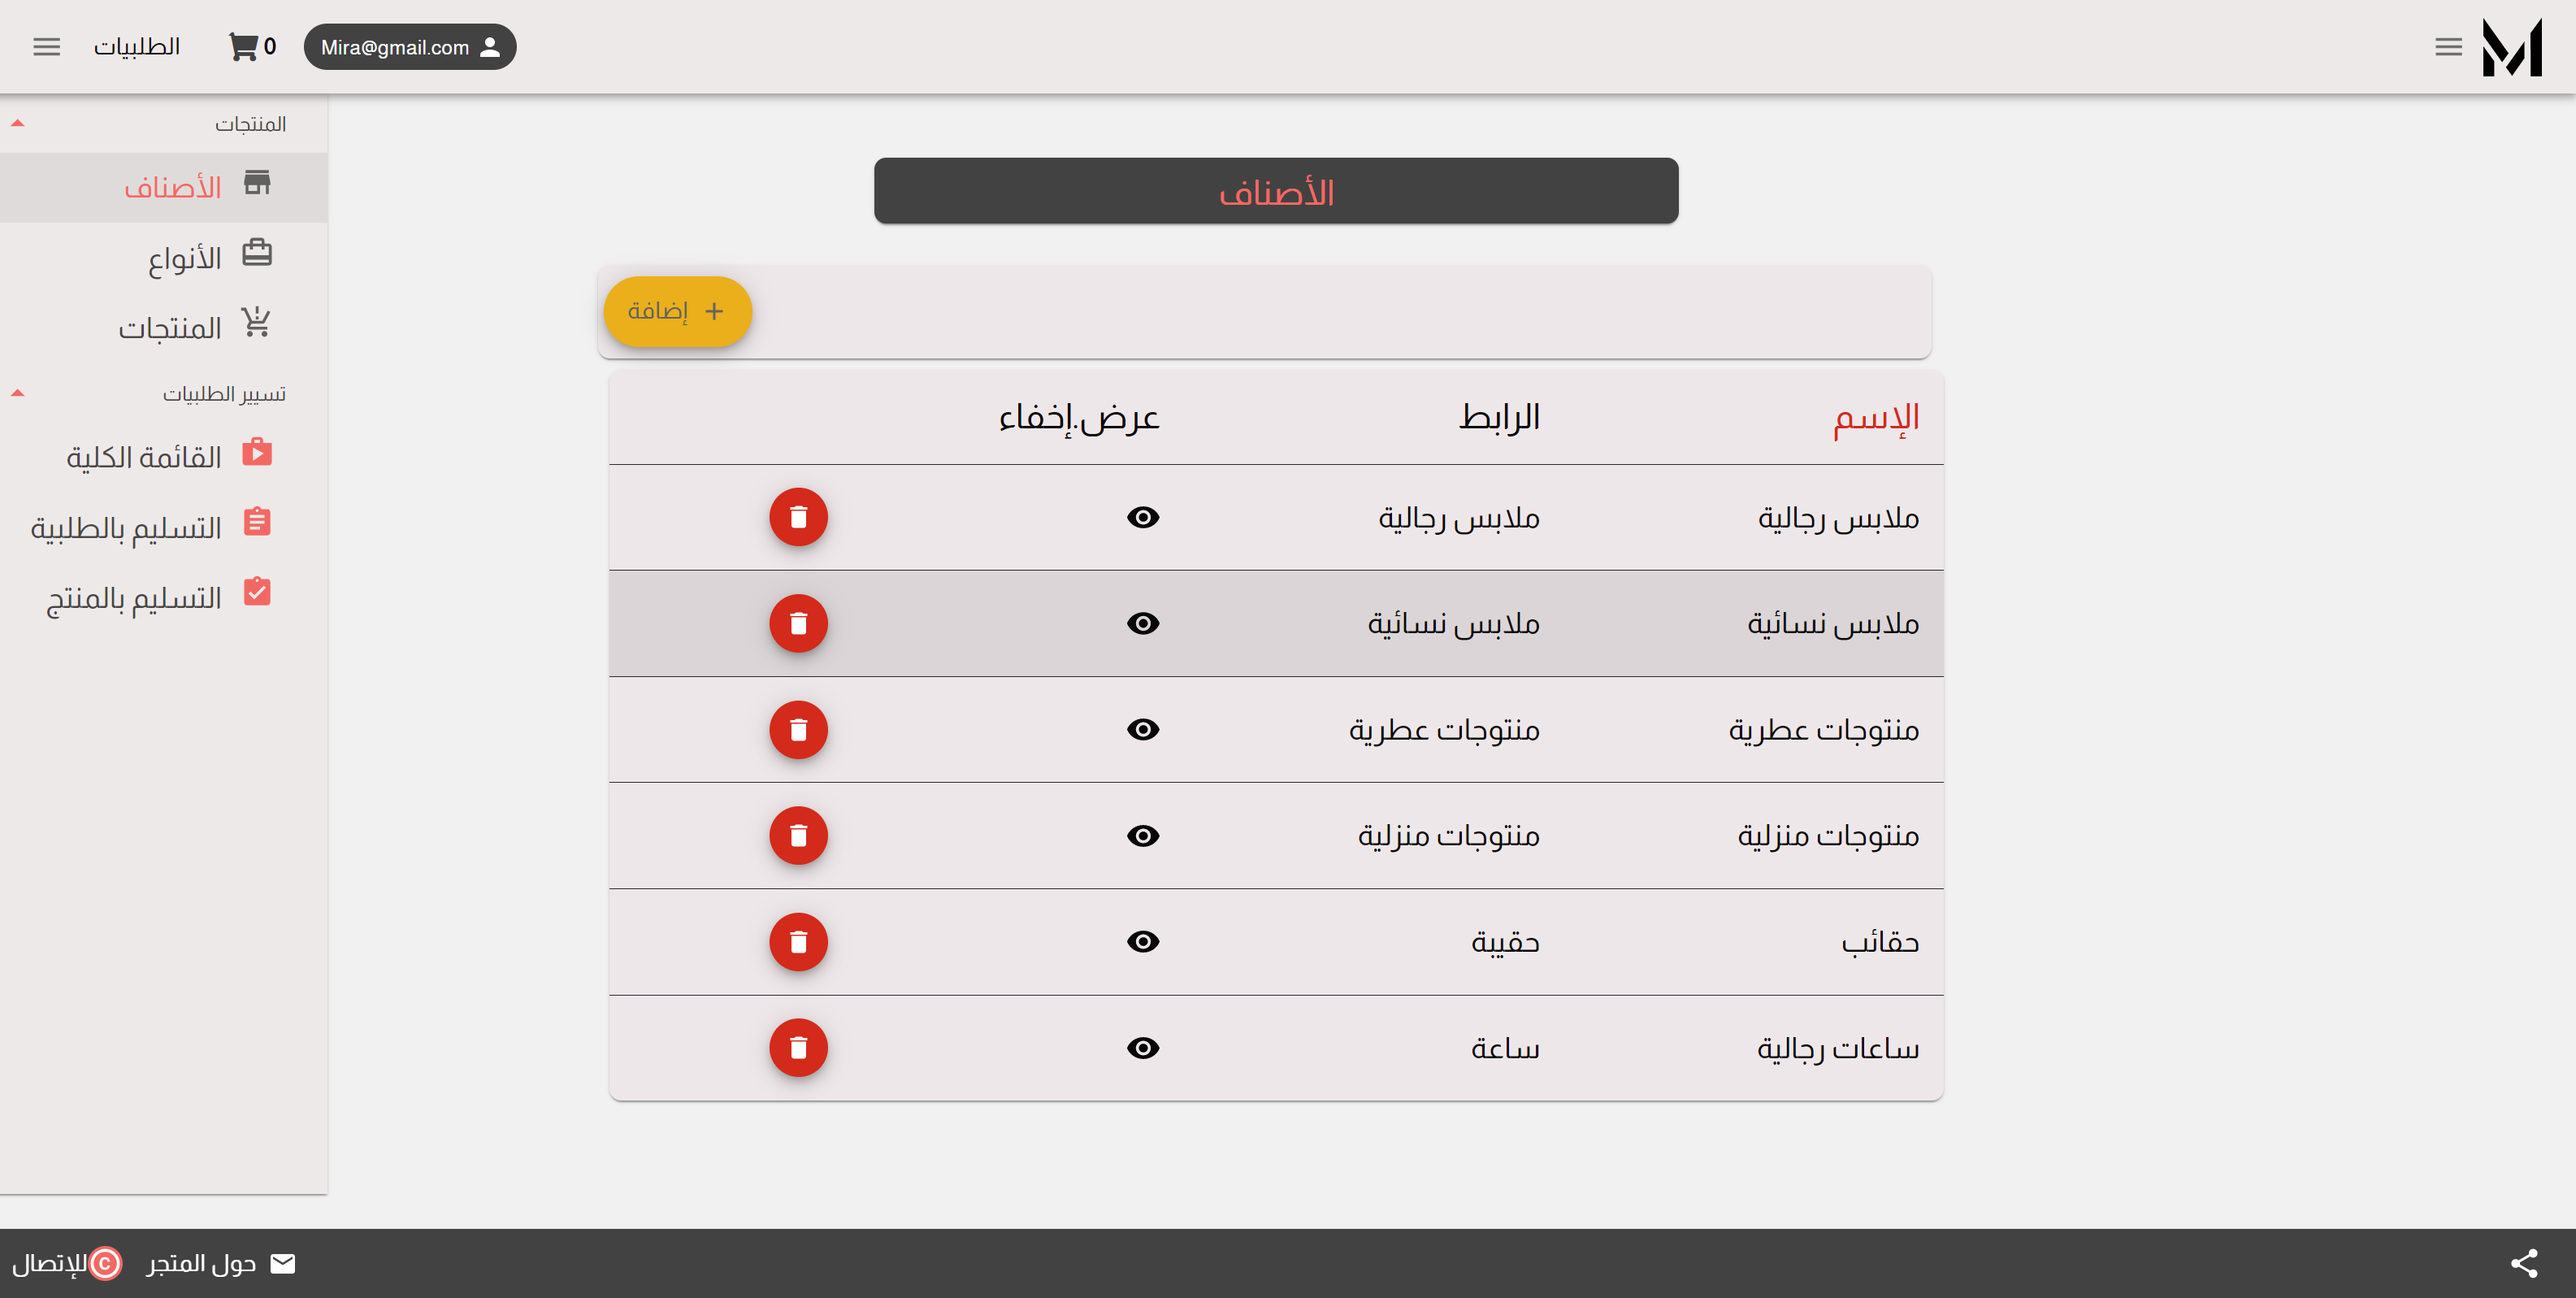 Mira@gmail.com
0
الطلبيات
المنتجات
الأصناف
الأنواع
المنتجات
تسيير الطلبيات
القائمة الكلية
التسليم بالطلبية
التسليم بالمنتج
الأصناف
إضافة
الإسم الرابط عرض.إخفاء
ملابس رجالية ملابس رجالية
ملابس نسائية ملابس نسائية
منتوجات عطرية منتوجات عطرية
منتوجات منزلية منتوجات منزلية
حقائب حقيبة
ساعات رجالية ساعة
حول المتجر
للإتصال